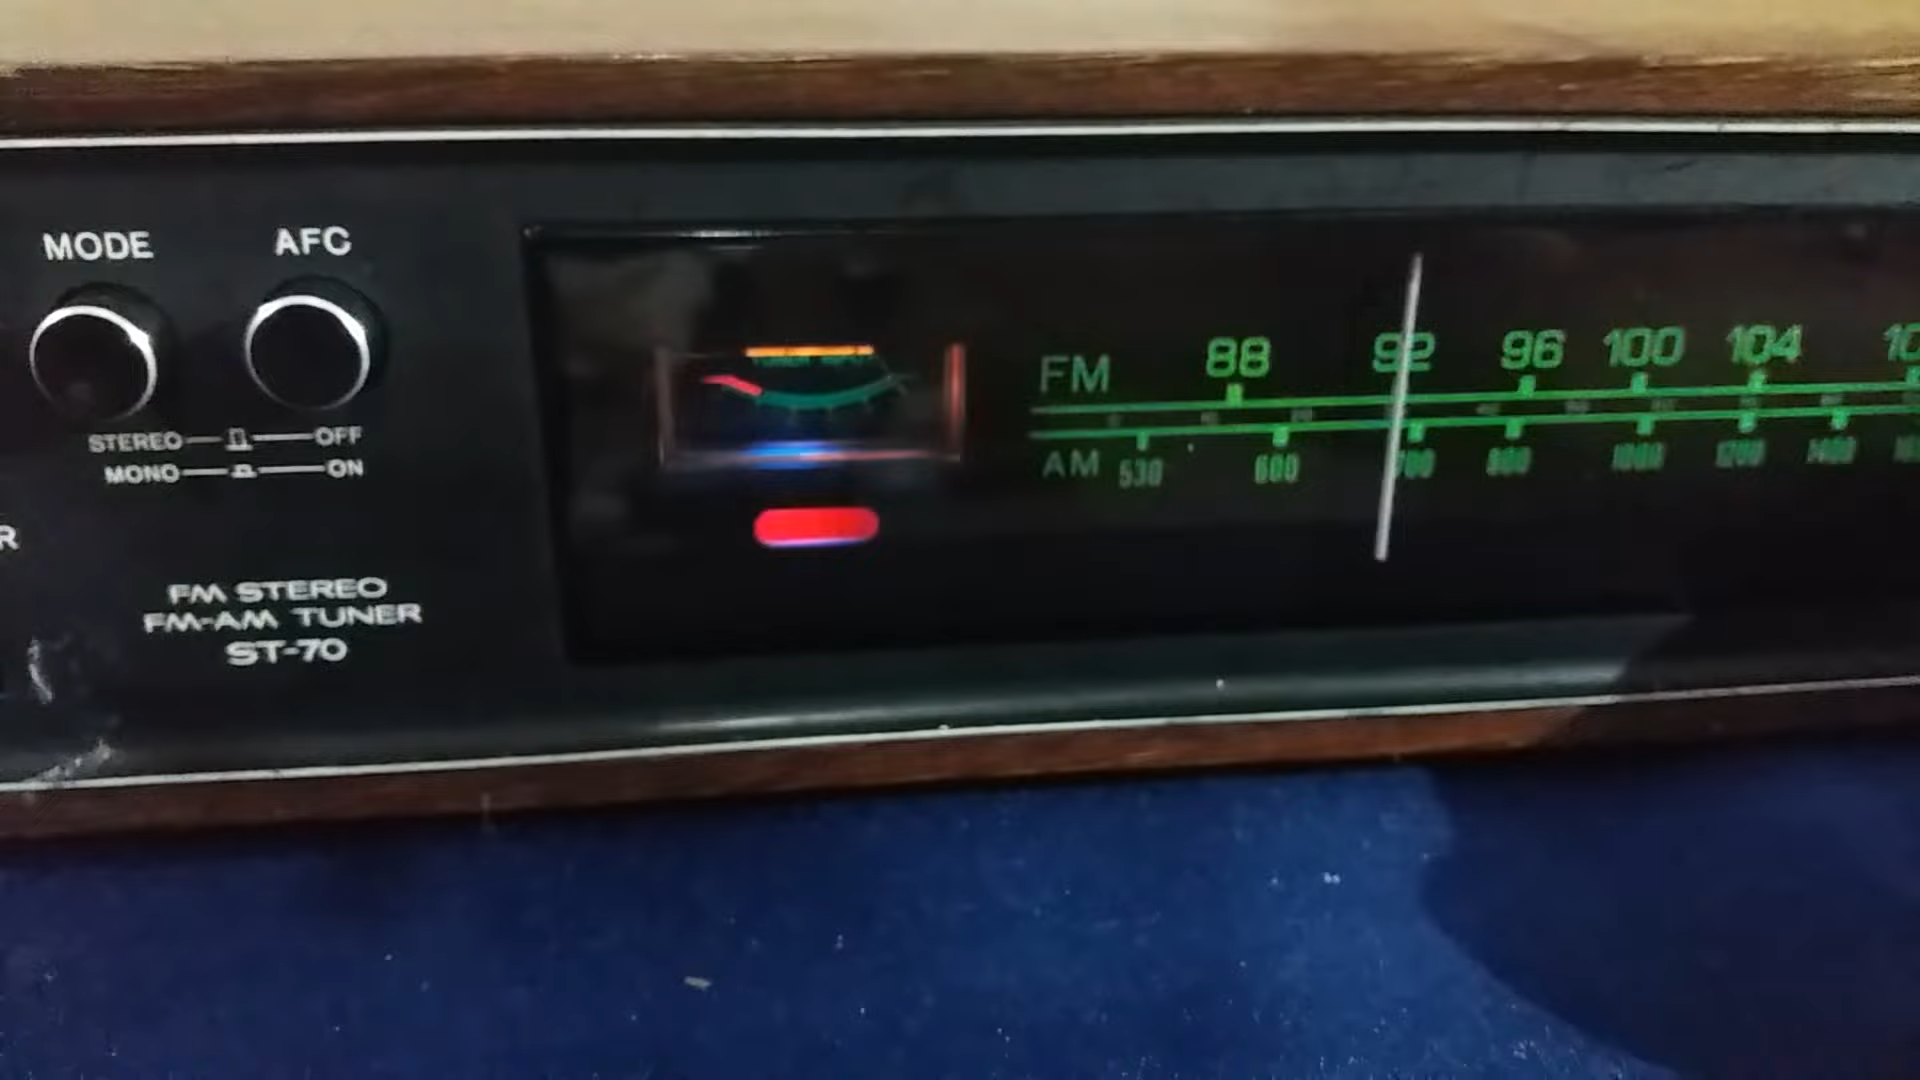 MODE AFC
STEREO OFF
MONO ON
R
FM STEREO
FM-AM TUNER
ST-70
FM 88 92 96 100 104 10
AM 530 600 700 800 1000 1200 1400